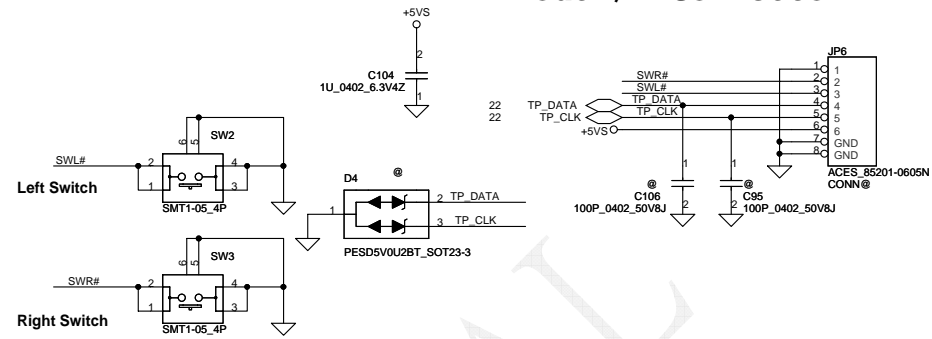 +5VS
2
C104
1U_0402_6.3V4Z
1
JP6
SWR#
SWL#
22 TP_DATA TP_DATA
22 TP_CLK TP_CLK
+5VS
1 1
2 2
3 3
4 4
5 5
6 6
7 GND
8 GND
ACES_85201-0605N
CONN@
1 1
@ @
C106 C95
2 2
100P_0402_50V8J 100P_0402_50V8J
6 5 SW2
SWL# 2 4
1 3
Left Switch
SMT1-05_4P
D4 @
2 TP_DATA
1
3 TP_CLK
PESD5V0U2BT_SOT23-3
6 5 SW3
SWR# 2 4
1 3
Right Switch
SMT1-05_4P